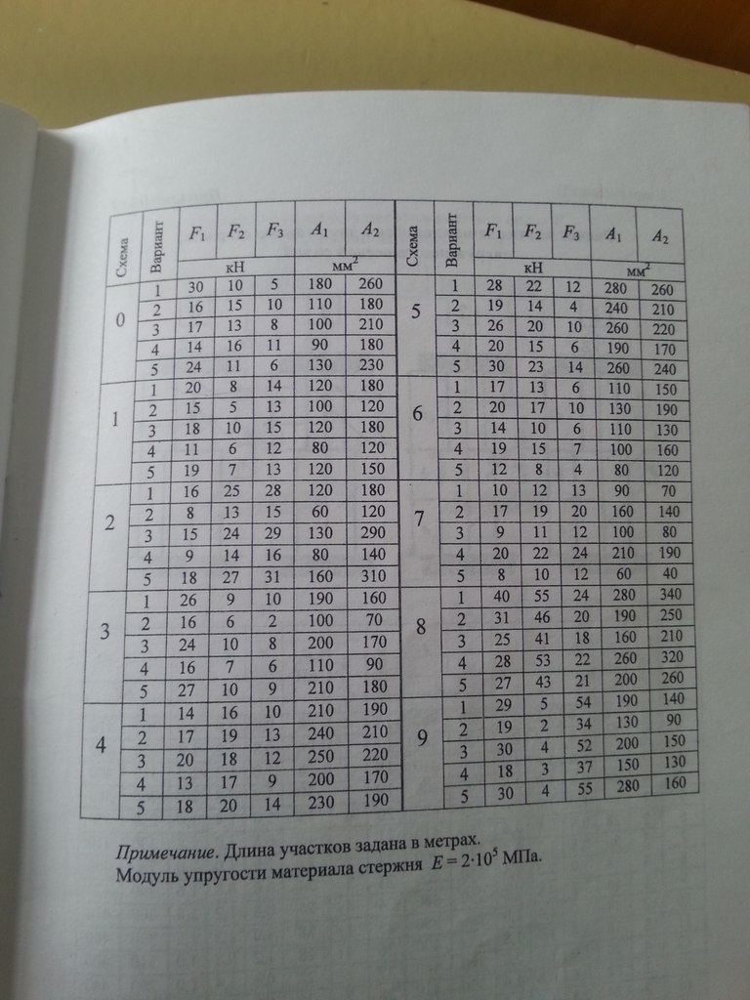 Схема Вариант F1 F2 F3 A1 A2 Схема Вариант F1 F2 F3 A1 A2
кН мм2 кН мм2
0 1 30 10 5 180 260 5 1 28 22 12 280 260
2 16 15 10 110 180 2 19 14 4 240 210
3 17 13 8 100 210 3 26 20 10 260 220
4 14 16 11 90 180 4 20 15 6 190 170
5 24 11 6 130 230 5 30 23 14 260 240
1 1 20 8 14 120 180 6 1 17 13 6 110 150
2 15 5 13 100 120 2 20 17 10 130 190
3 18 10 15 120 180 3 14 10 6 110 130
4 11 6 12 80 120 4 19 15 7 100 160
5 19 7 13 120 150 5 12 8 4 80 120
2 1 16 25 28 120 180 7 1 10 12 13 90 70
2 8 13 15 60 120 2 17 19 20 160 140
3 15 24 29 130 290 3 9 11 12 100 80
4 9 14 16 80 140 4 20 22 24 210 190
5 18 27 31 160 310 5 8 10 12 60 40
3 1 26 9 10 190 160 8 1 40 55 24 280 340
2 16 6 2 100 70 2 31 46 20 190 250
3 24 10 8 200 170 3 25 41 18 160 210
4 16 7 6 110 90 4 28 53 22 260 320
5 27 10 9 210 180 5 27 43 21 200 260
4 1 14 16 10 210 190 9 1 29 5 54 190 140
2 17 19 13 240 210 2 19 2 34 130 90
3 20 18 12 250 220 3 30 4 52 200 150
4 13 17 9 200 170 4 18 3 37 150 130
5 18 20 14 230 190 5 30 4 55 280 160
Примечание. Длина участков задана в метрах.
Модуль упругости материала стержня E = 2·10⁵ МПа.